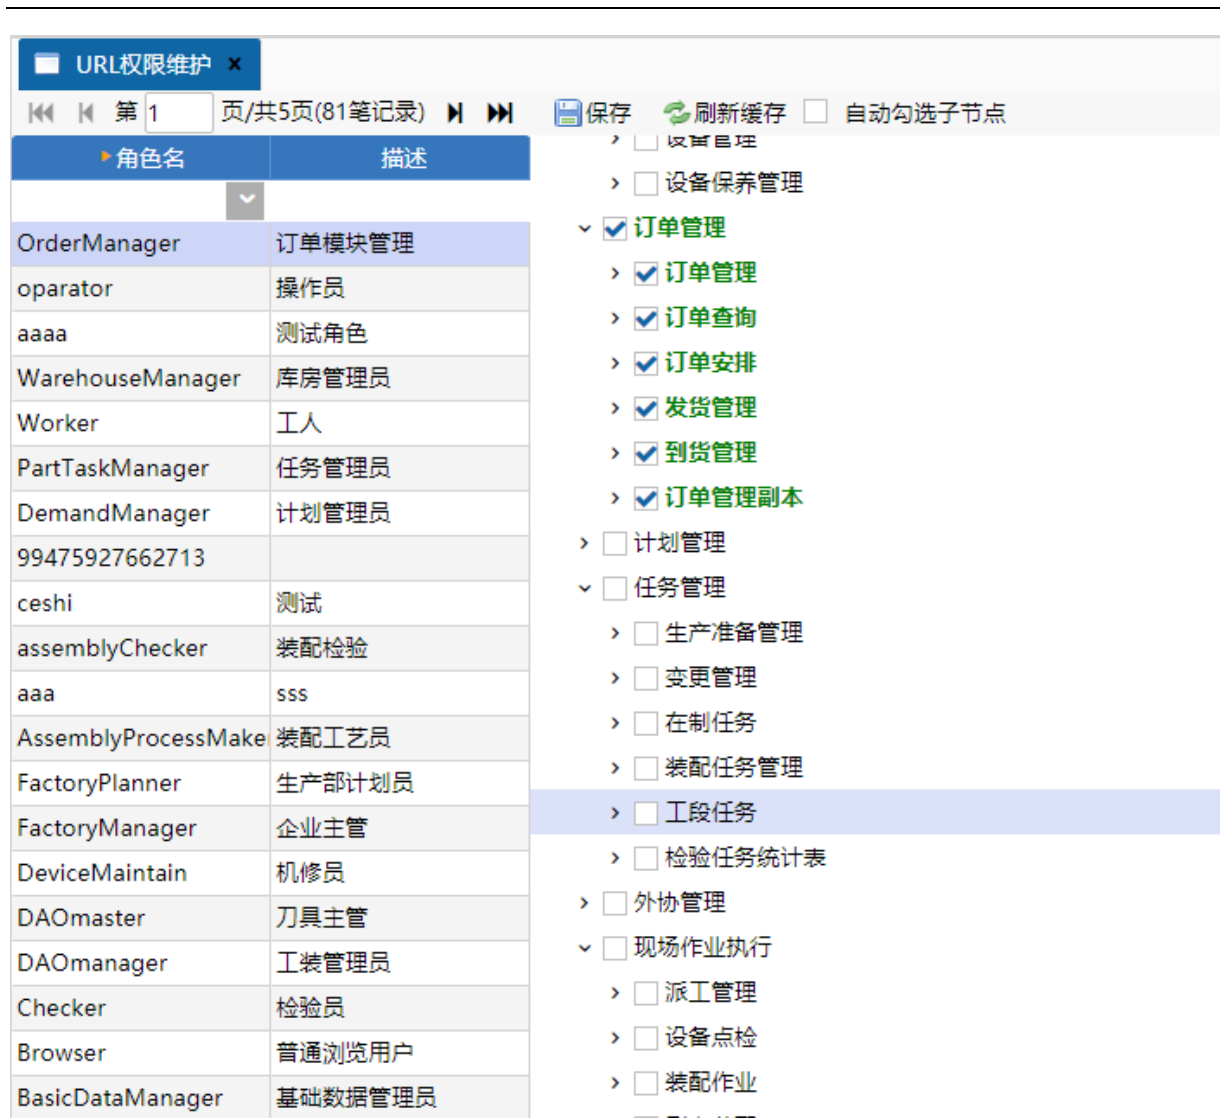 URL权限维护 ×
第 1 页/共5页(81笔记录) 保存 刷新缓存 自动勾选子节点
角色名 描述
OrderManager 订单模块管理
oparator 操作员
aaaa 测试角色
WarehouseManager 库房管理员
Worker 工人
PartTaskManager 任务管理员
DemandManager 计划管理员
99475927662713
ceshi 测试
assemblyChecker 装配检验
aaa sss
AssemblyProcessMake 装配工艺员
FactoryPlanner 生产部计划员
FactoryManager 企业主管
DeviceMaintain 机修员
DAOmaster 刀具主管
DAOmanager 工装管理员
Checker 检验员
Browser 普通浏览用户
BasicDataManager 基础数据管理员
设备管理
设备保养管理
订单管理
订单管理
订单查询
订单安排
发货管理
到货管理
订单管理副本
计划管理
任务管理
生产准备管理
变更管理
在制任务
装配任务管理
工段任务
检验任务统计表
外协管理
现场作业执行
派工管理
设备点检
装配作业